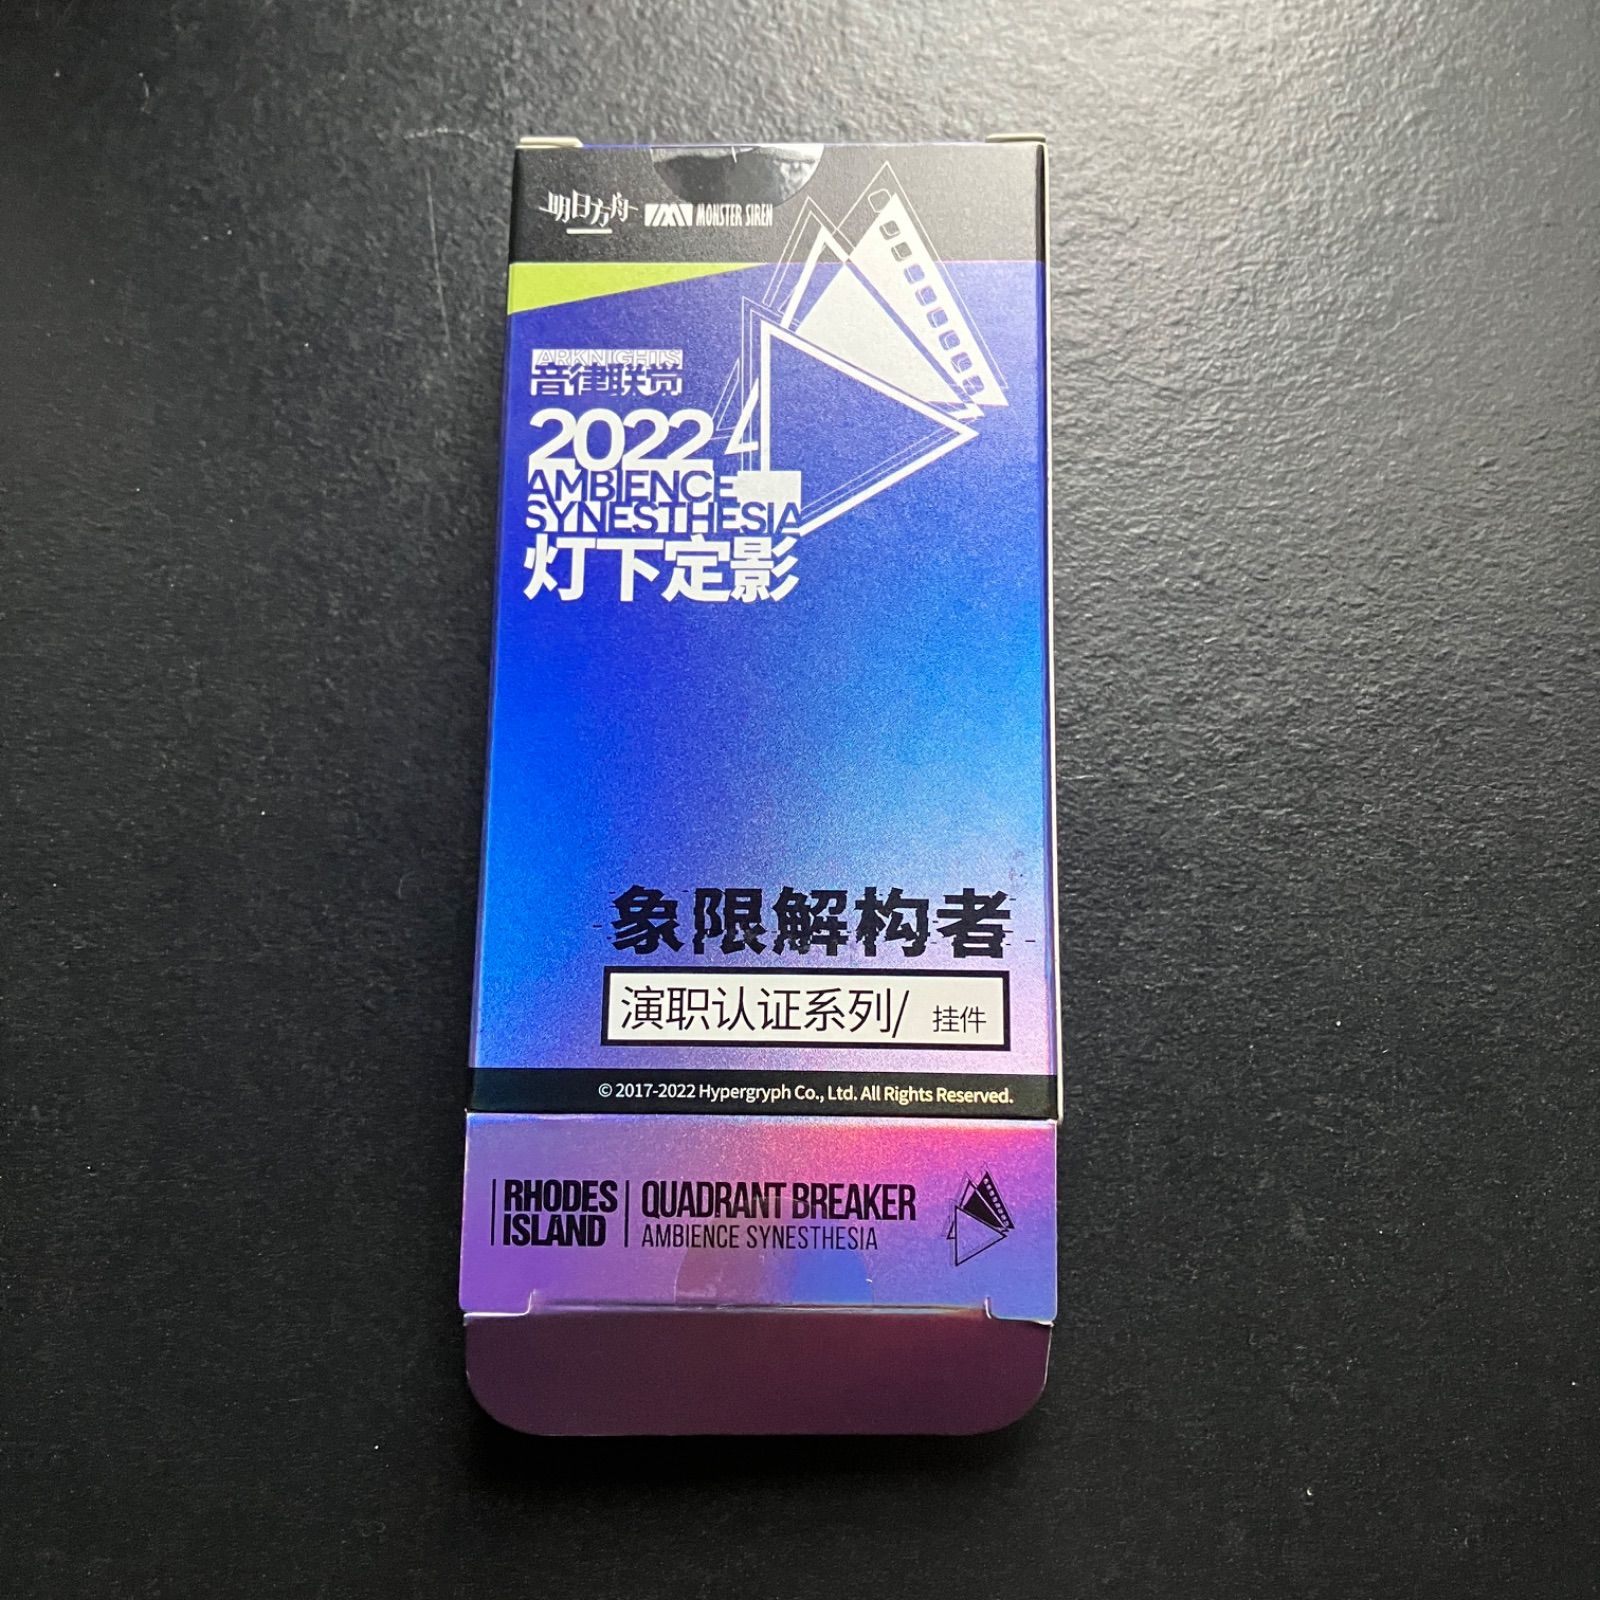 明日方舟 MONSTER SIREN
ARKNIGHTS
音律联觉
2022
AMBIENCE
SYNESTHESIA
灯下定影
象限解构者
演职认证系列/ 挂件
© 2017-2022 Hypergryph Co., Ltd. All Rights Reserved.
RHODES ISLAND
QUADRANT BREAKER
AMBIENCE SYNESTHESIA